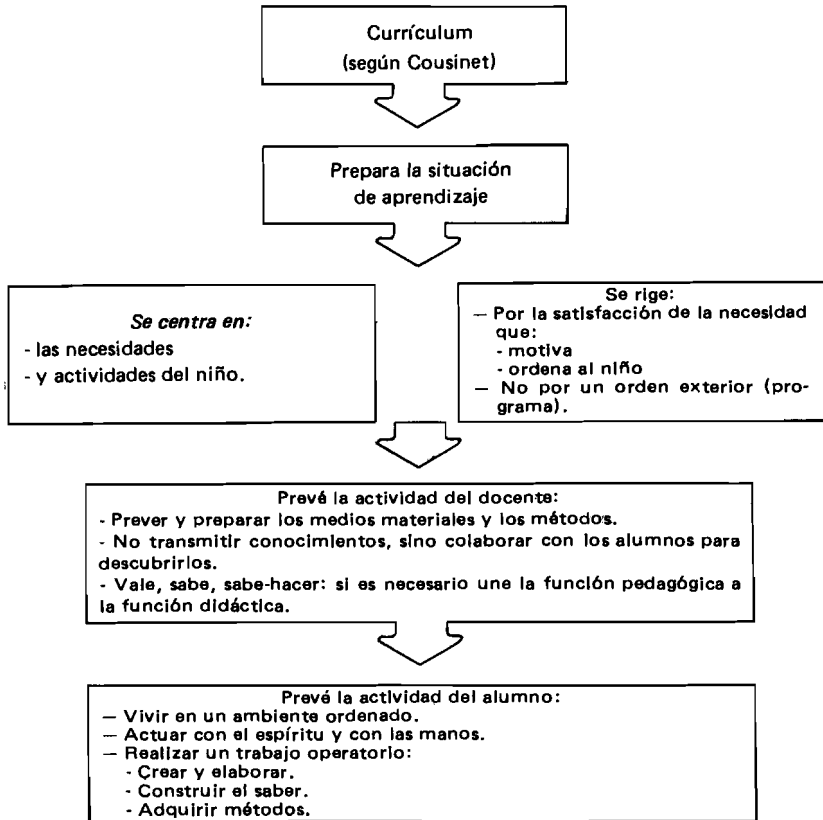 Currículum
(según Cousinet)
Prepara la situación
de aprendizaje
Se centra en:
- las necesidades
- y actividades del niño.
Se rige:
— Por la satisfacción de la necesidad
que:
- motiva
- ordena al niño
— No por un orden exterior (pro-
grama).
Prevé la actividad del docente:
- Prever y preparar los medios materiales y los métodos.
- No transmitir conocimientos, sino colaborar con los alumnos para
descubrirlos.
- Vale, sabe, sabe-hacer: si es necesario une la función pedagógica a
la función didáctica.
Prevé la actividad del alumno:
— Vivir en un ambiente ordenado.
— Actuar con el espíritu y con las manos.
— Realizar un trabajo operatorio:
- Crear y elaborar.
- Construir el saber.
- Adquirir métodos.